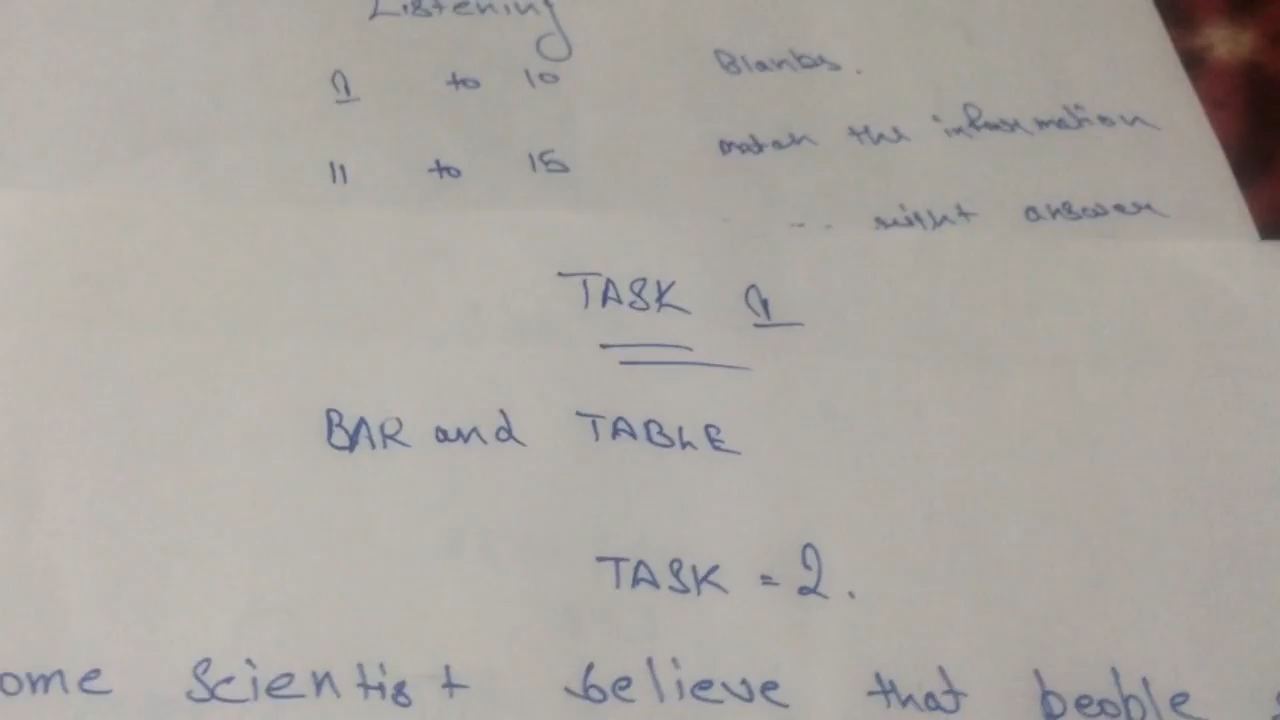 Listening
1 to 10 Blanks.
11 to 15 match the information
... right answer
TASK 1
BAR and TABLE
TASK = 2.
ome Scientist believe that people